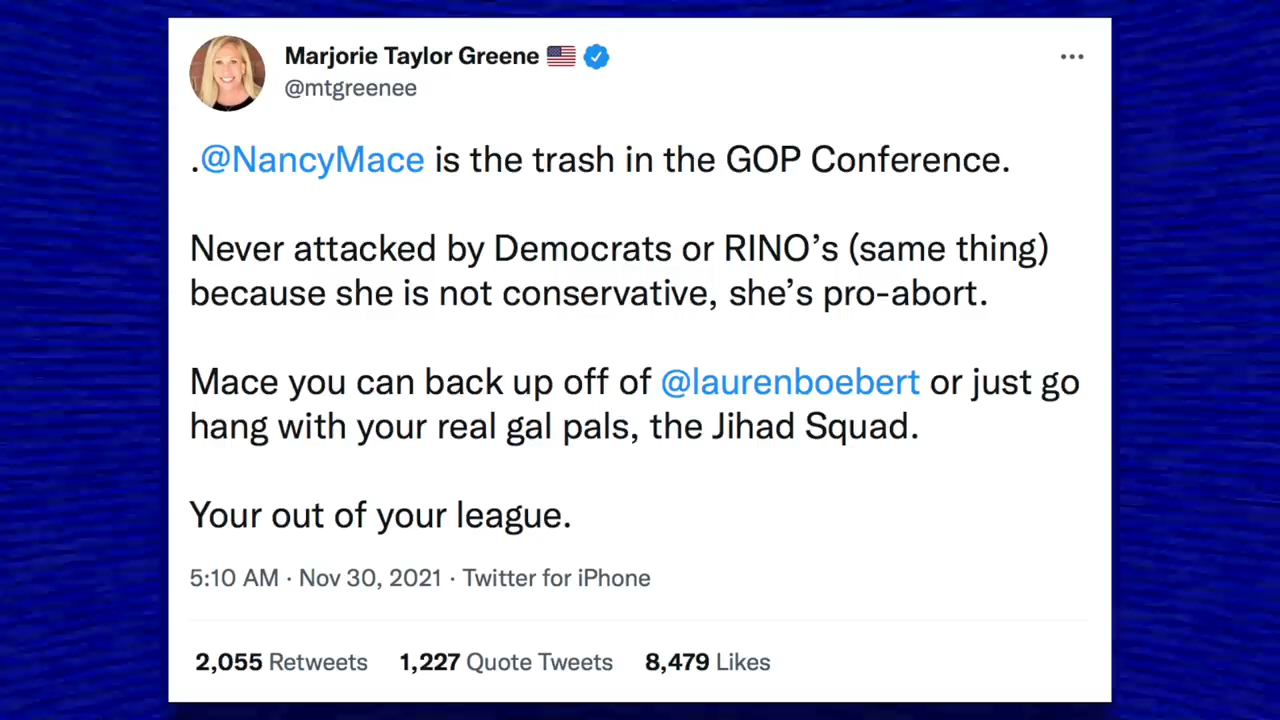 Marjorie Taylor Greene 🇺🇸
@mtgreenee
.@NancyMace is the trash in the GOP Conference.
Never attacked by Democrats or RINO’s (same thing)
because she is not conservative, she’s pro-abort.
Mace you can back up off of @laurenboebert or just go
hang with your real gal pals, the Jihad Squad.
Your out of your league.
5:10 AM · Nov 30, 2021 · Twitter for iPhone
2,055 Retweets 1,227 Quote Tweets 8,479 Likes